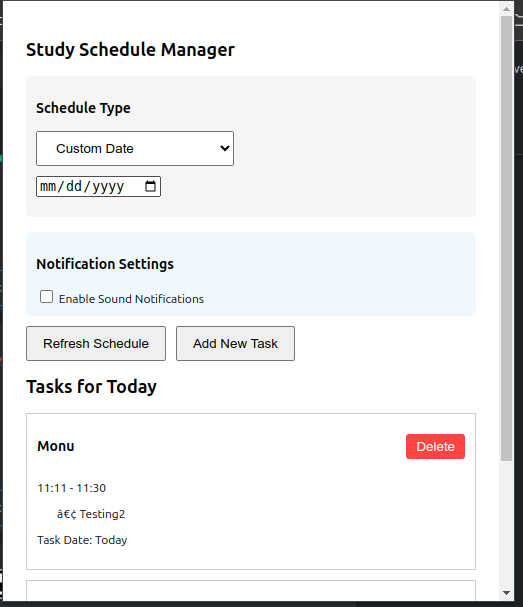 Study Schedule Manager
Schedule Type
Custom Date
mm/dd/yyyy
Notification Settings
Enable Sound Notifications
Refresh Schedule Add New Task
Tasks for Today
Monu Delete
11:11 - 11:30
• Testing2
Task Date: Today